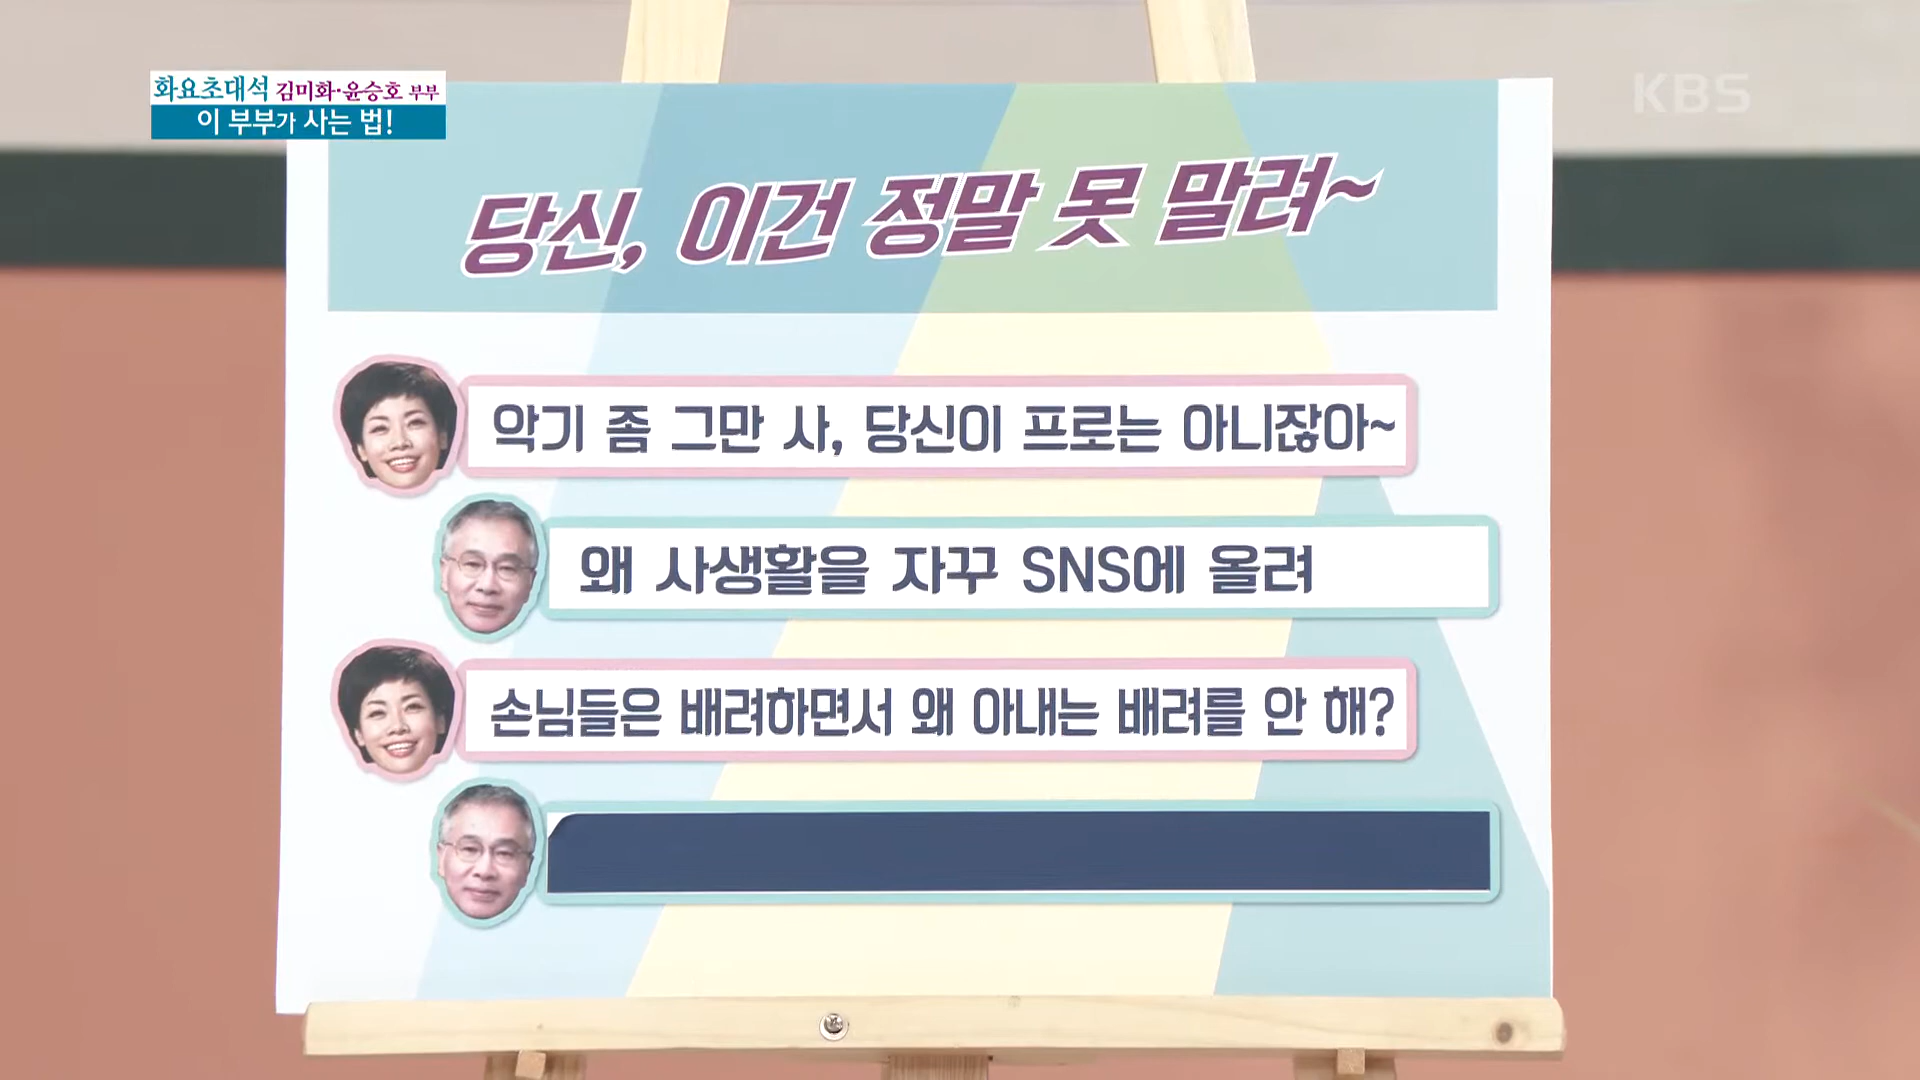 화요초대석 김미화·윤승호 부부
이 부부가 사는 법!
KBS
당신, 이건 정말 못 말려~
악기 좀 그만 사, 당신이 프로는 아니잖아~
왜 사생활을 자꾸 SNS에 올려
손님들은 배려하면서 왜 아내는 배려를 안 해?